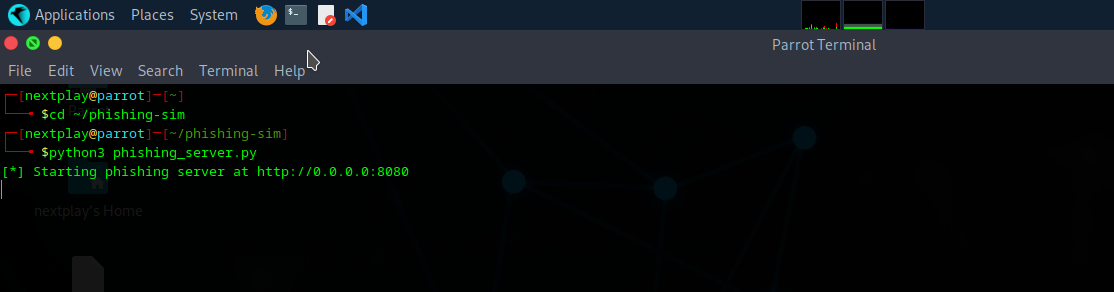 Applications Places System
Parrot Terminal
File Edit View Search Terminal Help
┌─[nextplay@parrot]─[~]
└──╼ $cd ~/phishing-sim
┌─[nextplay@parrot]─[~/phishing-sim]
└──╼ $python3 phishing_server.py
[*] Starting phishing server at http://0.0.0.0:8080
nextplay's Home